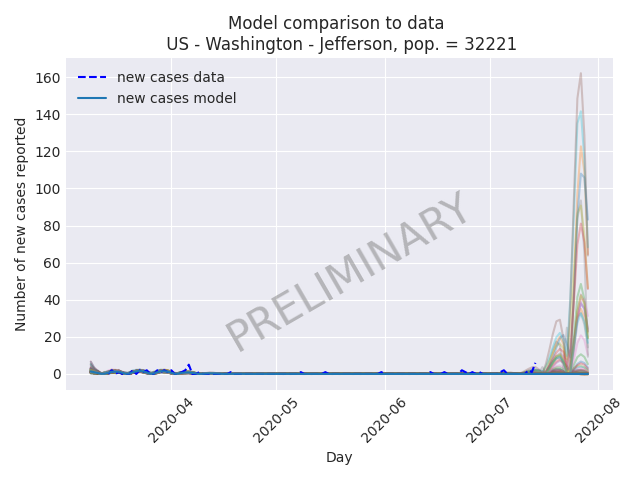 Model comparison to data
US - Washington - Jefferson, pop. = 32221
new cases data
new cases model
Number of new cases reported
160
140
120
100
80
60
40
20
0
PRELIMINARY
2020-04
2020-05
2020-06
2020-07
2020-08
Day